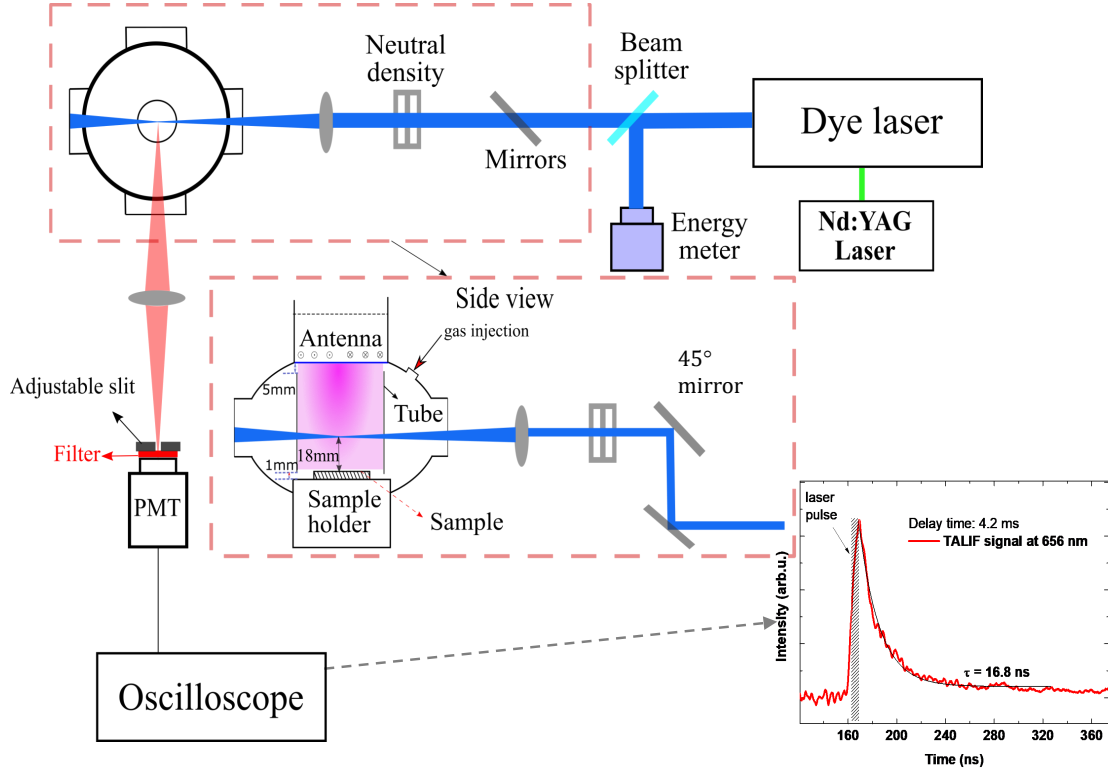 Neutral
density
Mirrors
Beam
splitter
Dye laser
Nd:YAG
Laser
Energy
meter
Side view
gas injection
Antenna
5mm
Tube
45°
mirror
18mm
1mm
Sample
holder
Sample
Adjustable slit
Filter
PMT
Oscilloscope
laser
pulse
Delay time: 4.2 ms
TALIF signal at 656 nm
τ = 16.8 ns
Intensity (arb.u.)
120 160 200 240 280 320 360
Time (ns)